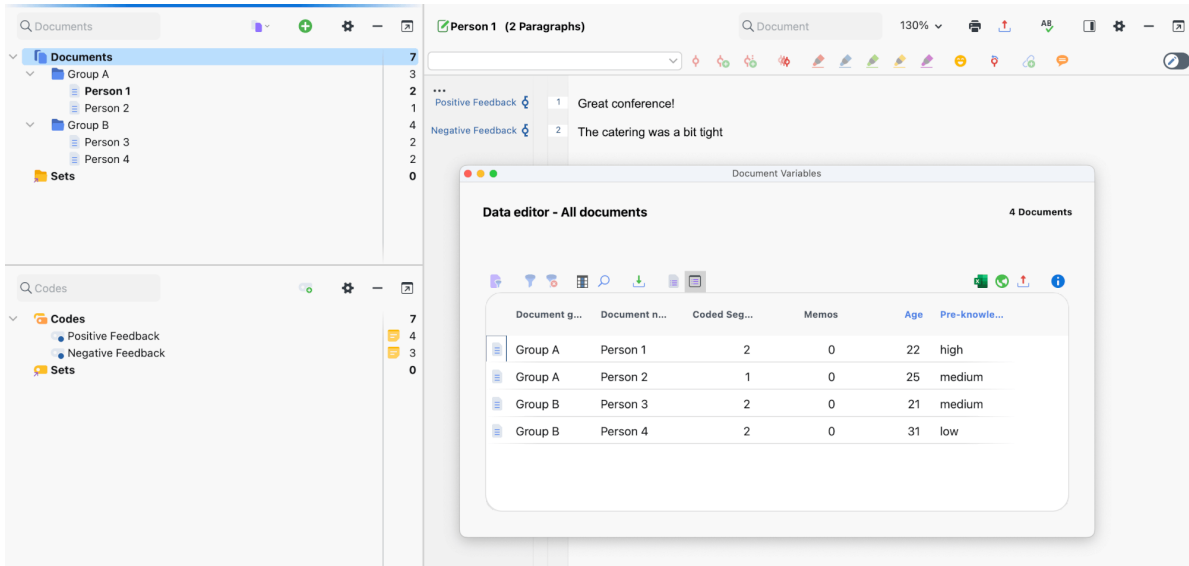 Documents
Documents 7
Group A 3
Person 1 2
Person 2 1
Group B 4
Person 3 2
Person 4 2
Sets 0
Codes
Codes 7
Positive Feedback 4
Negative Feedback 3
Sets 0
Person 1 (2 Paragraphs)
Document
130%
AB
...
Positive Feedback 1 Great conference!
Negative Feedback 2 The catering was a bit tight
Document Variables
Data editor - All documents 4 Documents
Document g... Document n... Coded Seg... Memos Age Pre-knowle...
Group A Person 1 2 0 22 high
Group A Person 2 1 0 25 medium
Group B Person 3 2 0 21 medium
Group B Person 4 2 0 31 low